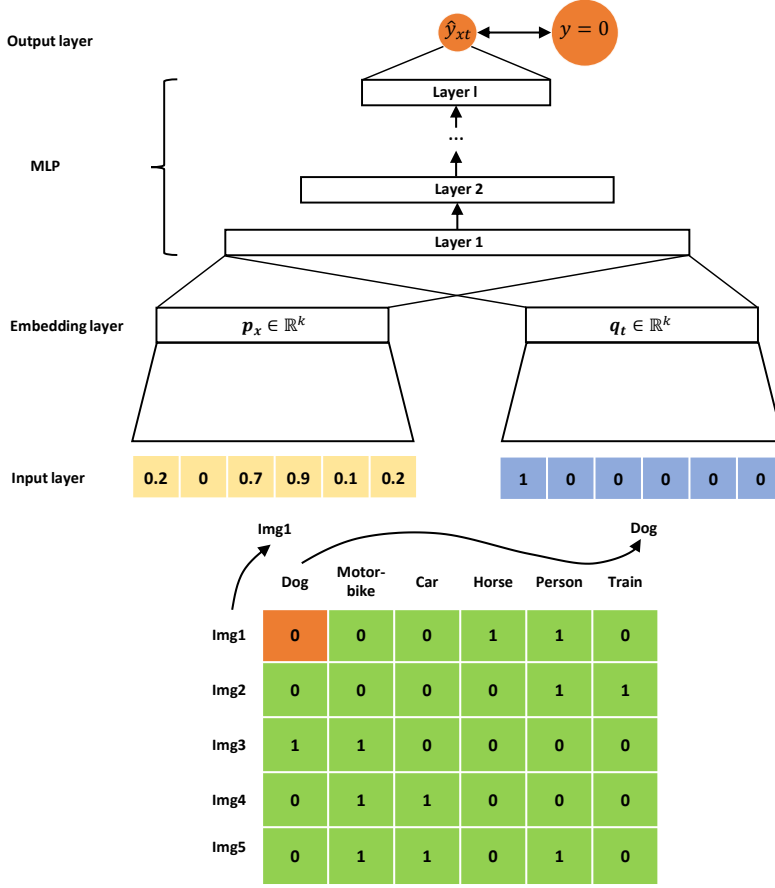 Output layer
ŷxt
y = 0
Layer l
...
MLP
Layer 2
Layer 1
Embedding layer
px ∈ ℝk
qt ∈ ℝk
Input layer
0.2 0 0.7 0.9 0.1 0.2
1 0 0 0 0 0
Img1
Dog
Dog Motor-
bike Car Horse Person Train
Img1 0 0 0 1 1 0
Img2 0 0 0 0 1 1
Img3 1 1 0 0 0 0
Img4 0 1 1 0 0 0
Img5 0 1 1 0 1 0